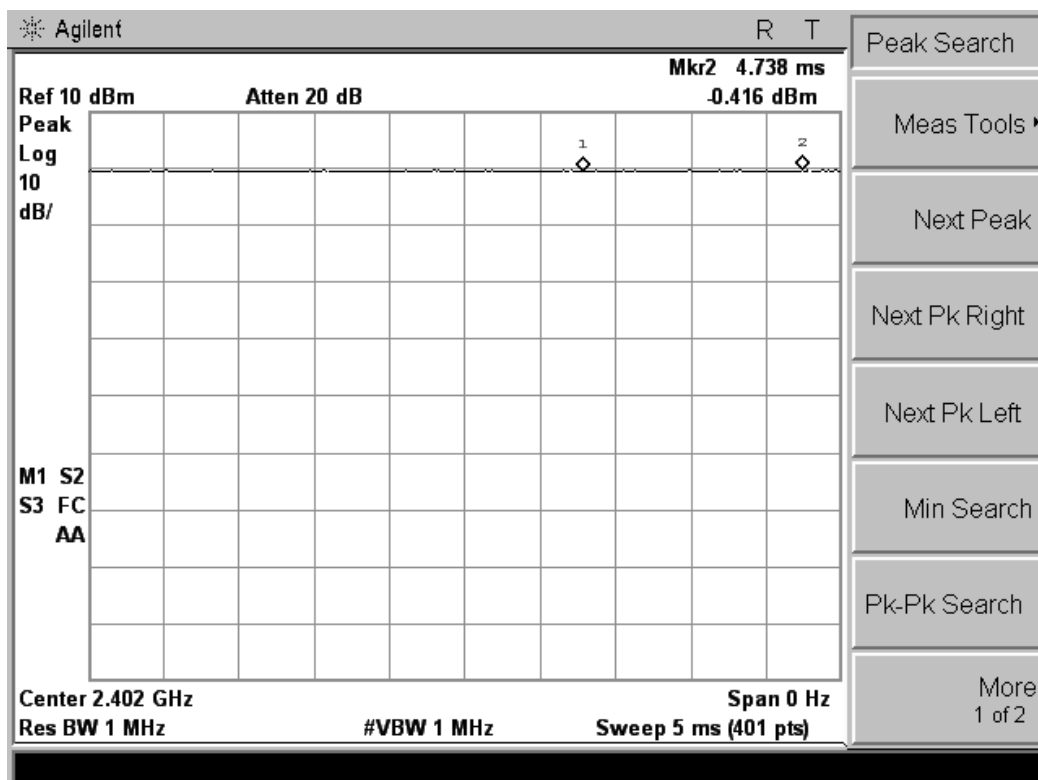 Agilent R T
Peak Search
Mkr2 4.738 ms
Ref 10 dBm Atten 20 dB -0.416 dBm
Peak
Log
10
dB/
1 2
M1 S2
S3 FC
AA
Center 2.402 GHz Span 0 Hz
Res BW 1 MHz #VBW 1 MHz Sweep 5 ms (401 pts)
Meas Tools
Next Peak
Next Pk Right
Next Pk Left
Min Search
Pk-Pk Search
More
1 of 2